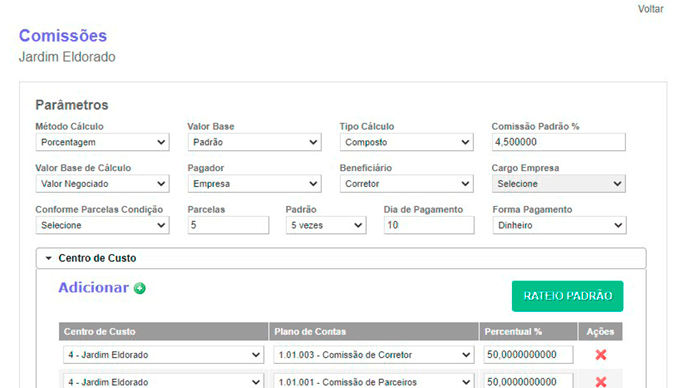 Voltar
Comissões
Jardim Eldorado
Parâmetros
Método Cálculo Valor Base Tipo Cálculo Comissão Padrão %
Porcentagem Padrão Composto 4,500000
Valor Base de Cálculo Pagador Beneficiário Cargo Empresa
Valor Negociado Empresa Corretor Selecione
Conforme Parcelas Condição Parcelas Padrão Dia de Pagamento Forma Pagamento
Selecione 5 5 vezes 10 Dinheiro
Centro de Custo
Adicionar
RATEIO PADRÃO
Centro de Custo Plano de Contas Percentual % Ações
4 - Jardim Eldorado 1.01.003 - Comissão de Corretor 50,0000000000
4 - Jardim Eldorado 1.01.001 - Comissão de Parceiros 50,0000000000